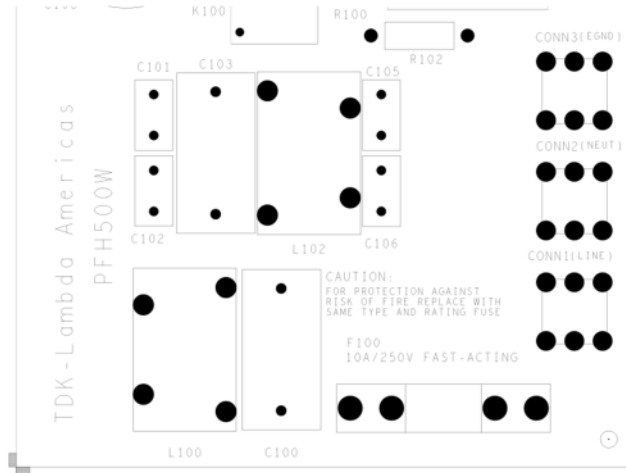 K100
R100
R102
CONN3(EGND)
C101
C103
C105
CONN2(NEUT)
C102
L102
C106
CONN1(LINE)
TDK-Lambda Americas
PFH500W
CAUTION:
FOR PROTECTION AGAINST
RISK OF FIRE REPLACE WITH
SAME TYPE AND RATING FUSE
F100
10A/250V FAST-ACTING
L100
C100